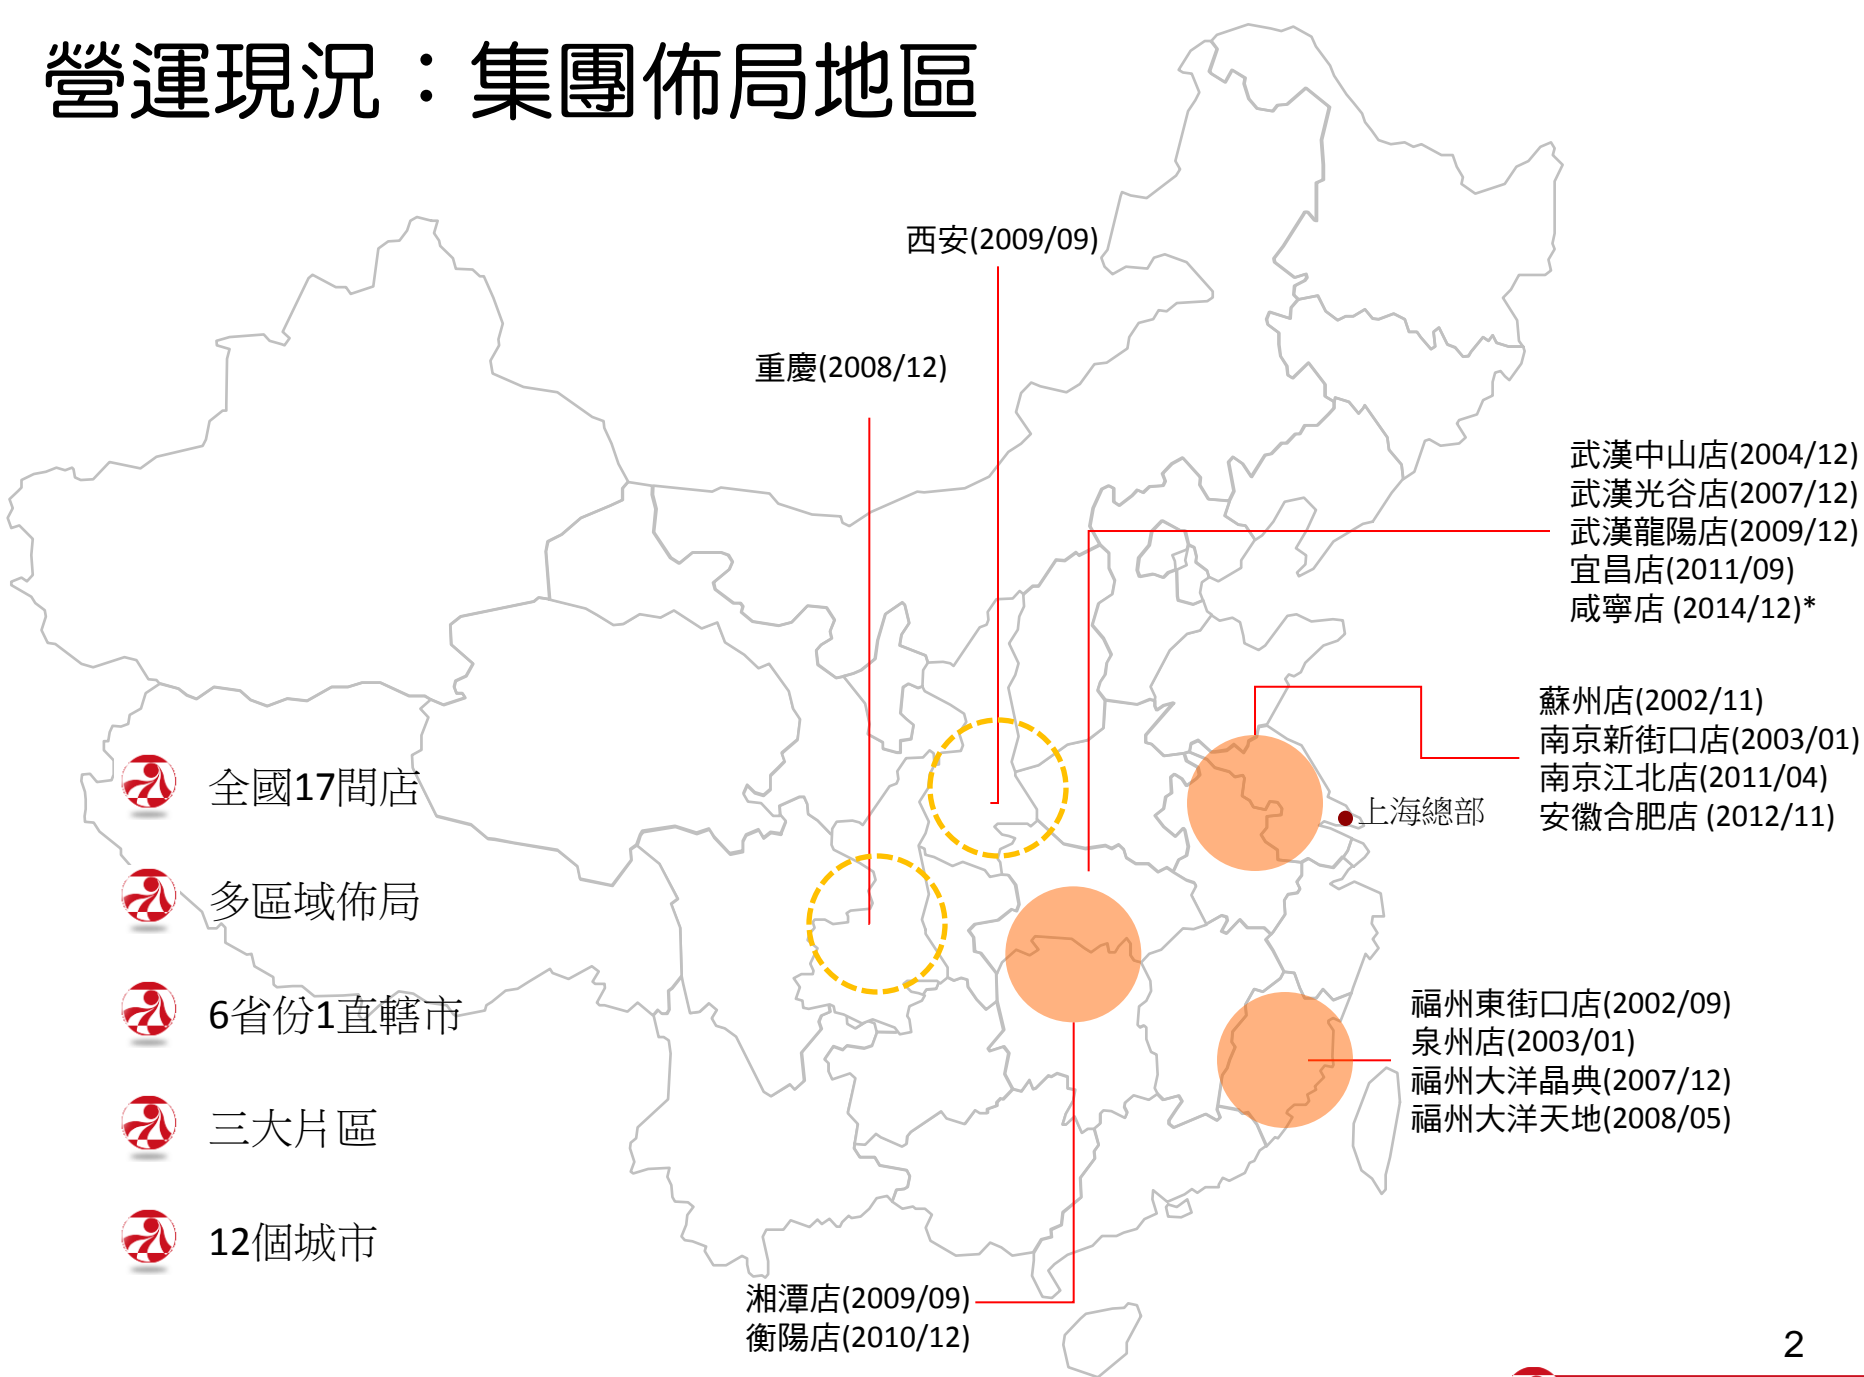 營運現況：集團佈局地區
西安(2009/09)
重慶(2008/12)
武漢中山店(2004/12)
武漢光谷店(2007/12)
武漢龍陽店(2009/12)
宜昌店(2011/09)
咸寧店 (2014/12)*
蘇州店(2002/11)
南京新街口店(2003/01)
南京江北店(2011/04)
安徽合肥店 (2012/11)
上海總部
全國17間店
多區域佈局
6省份1直轄市
三大片區
12個城市
福州東街口店(2002/09)
泉州店(2003/01)
福州大洋晶典(2007/12)
福州大洋天地(2008/05)
湘潭店(2009/09)
衡陽店(2010/12)
2